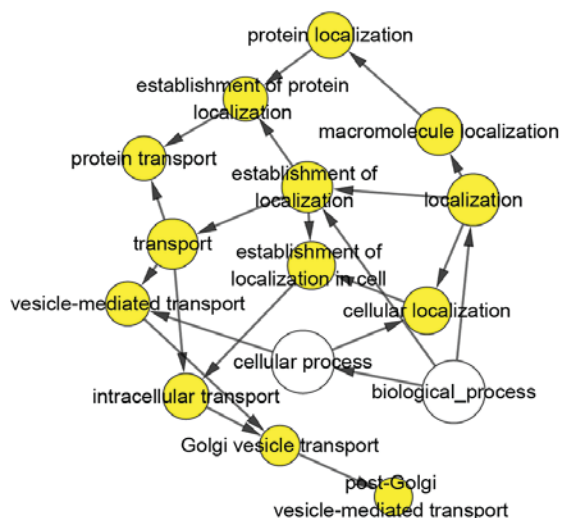 protein localization
establishment of protein
localization
macromolecule localization
protein transport
establishment of
localization
localization
transport
establishment of
localization in cell
vesicle-mediated transport
cellular localization
cellular process
biological_process
intracellular transport
Golgi vesicle transport
post-Golgi
vesicle-mediated transport